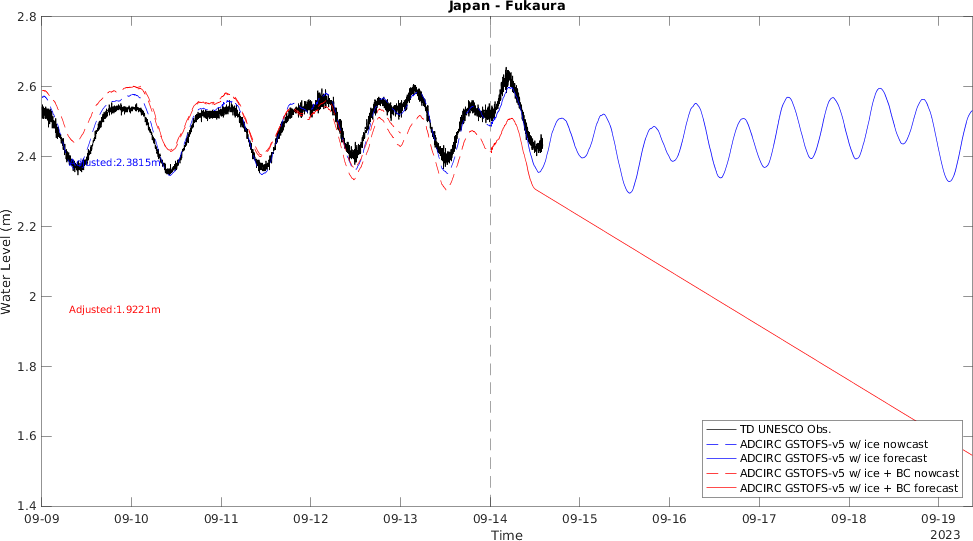 Japan - Fukaura
2.8
2.6
2.4
2.2
2
1.8
1.6
1.4
Water Level (m)
Adjusted:2.3815m
Adjusted:1.9221m
TD UNESCO Obs.
ADCIRC GSTOFS-v5 w/ ice nowcast
ADCIRC GSTOFS-v5 w/ ice forecast
ADCIRC GSTOFS-v5 w/ ice + BC nowcast
ADCIRC GSTOFS-v5 w/ ice + BC forecast
09-09 09-10 09-11 09-12 09-13 09-14 09-15 09-16 09-17 09-18 09-19
Time
2023